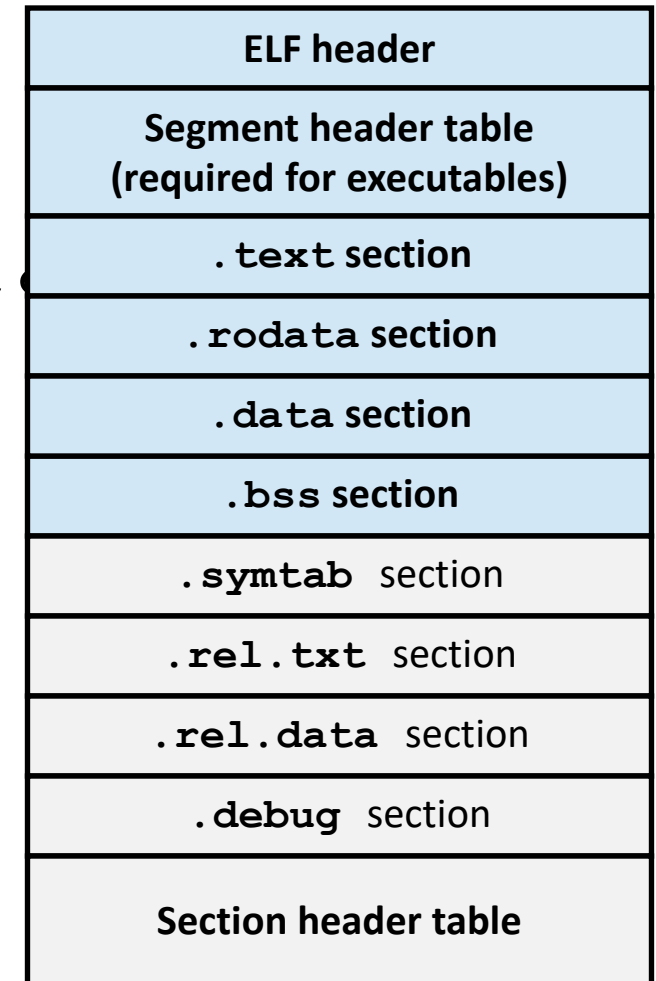 ELF header
Segment header table
(required for executables)
.text section
.rodata section
.data section
.bss section
.symtab section
.rel.txt section
.rel.data section
.debug section
Section header table